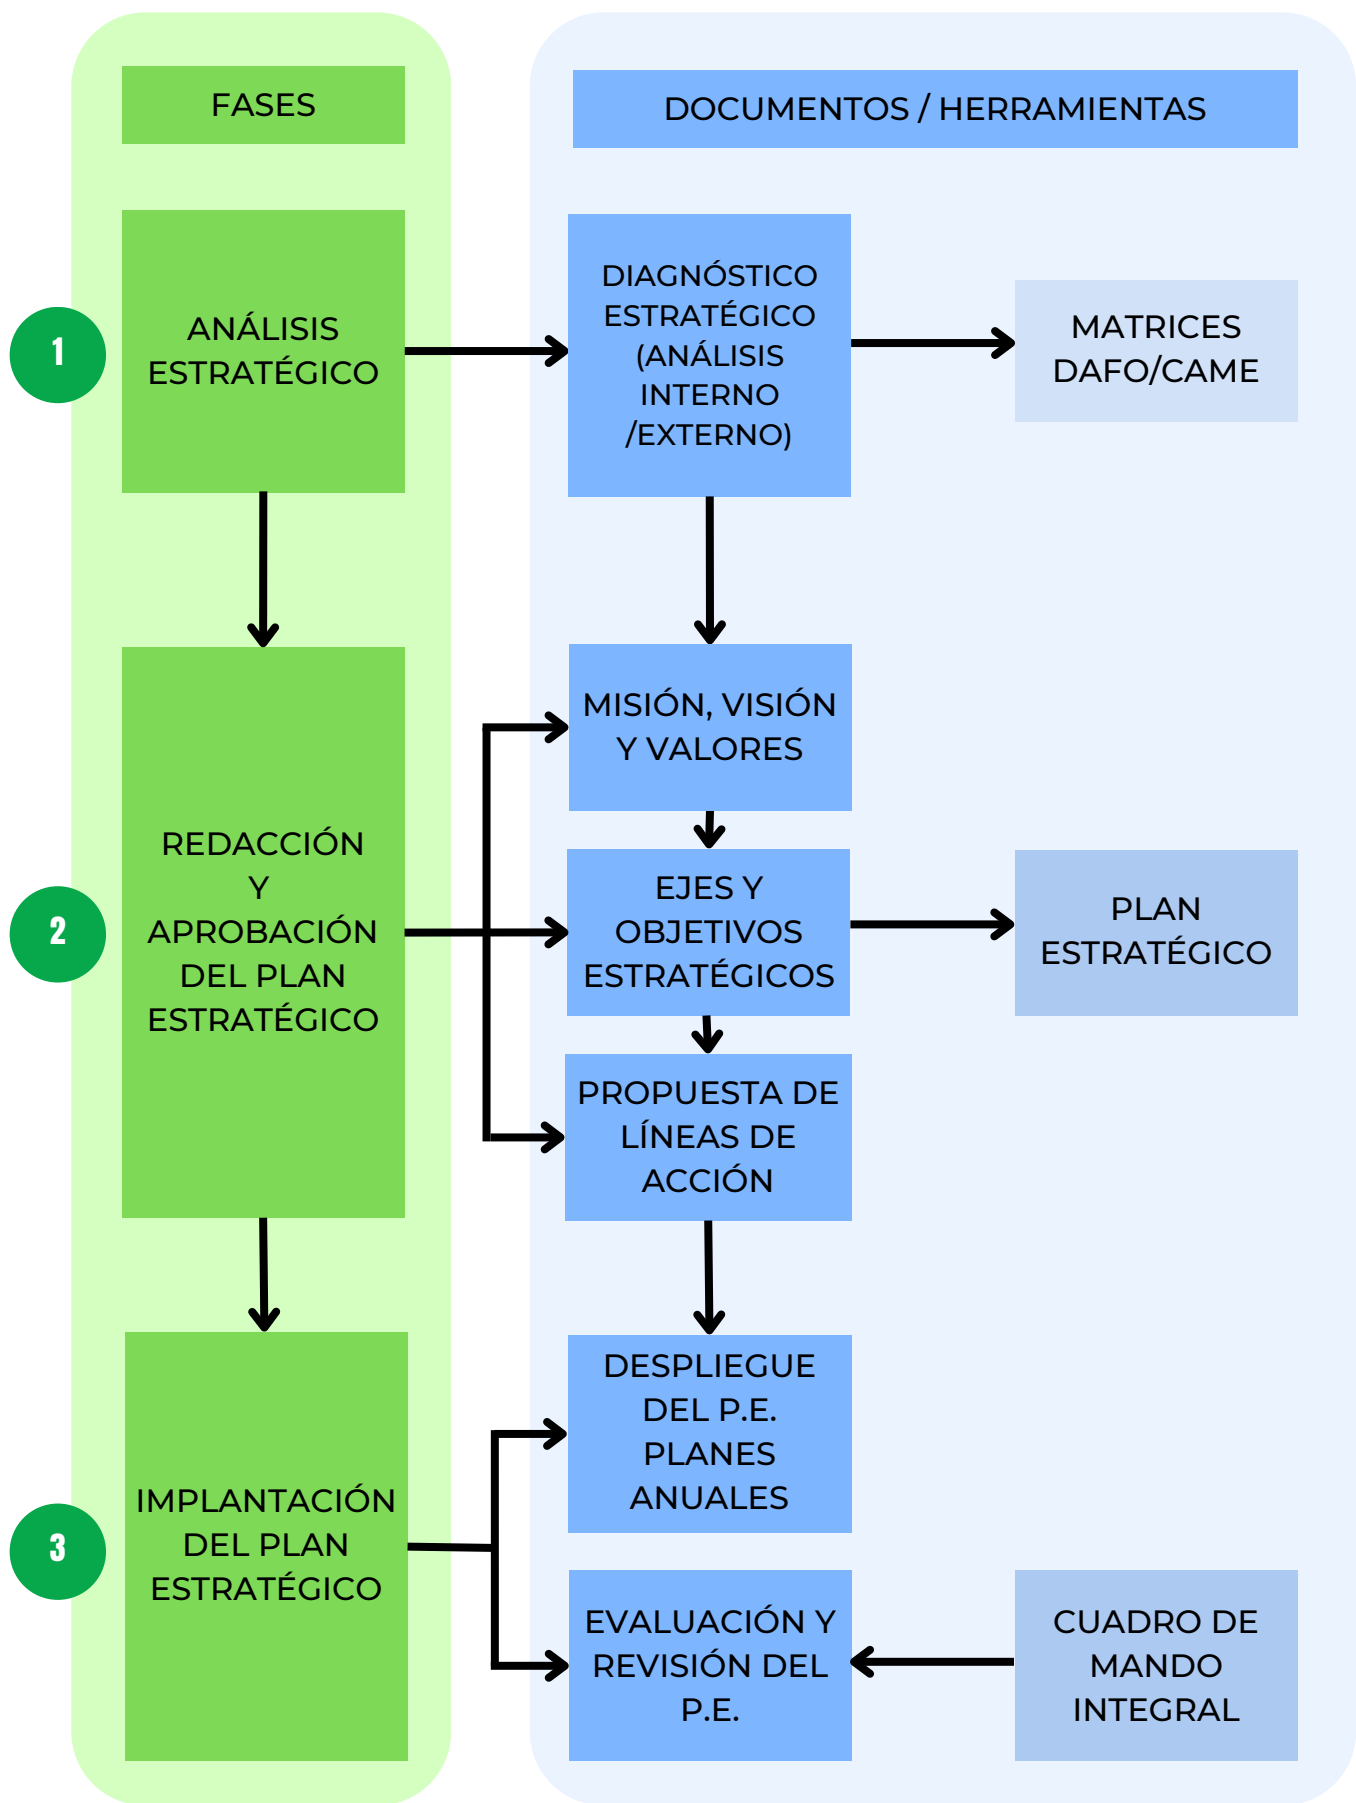 FASES
DOCUMENTOS / HERRAMIENTAS
1
ANÁLISIS
ESTRATÉGICO
DIAGNÓSTICO
ESTRATÉGICO
(ANÁLISIS
INTERNO
/EXTERNO)
MATRICES
DAFO/CAME
2
REDACCIÓN
Y
APROBACIÓN
DEL PLAN
ESTRATÉGICO
MISIÓN, VISIÓN
Y VALORES
EJES Y
OBJETIVOS
ESTRATÉGICOS
PLAN
ESTRATÉGICO
PROPUESTA DE
LÍNEAS DE
ACCIÓN
3
IMPLANTACIÓN
DEL PLAN
ESTRATÉGICO
DESPLIEGUE
DEL P.E.
PLANES
ANUALES
EVALUACIÓN Y
REVISIÓN DEL
P.E.
CUADRO DE
MANDO
INTEGRAL